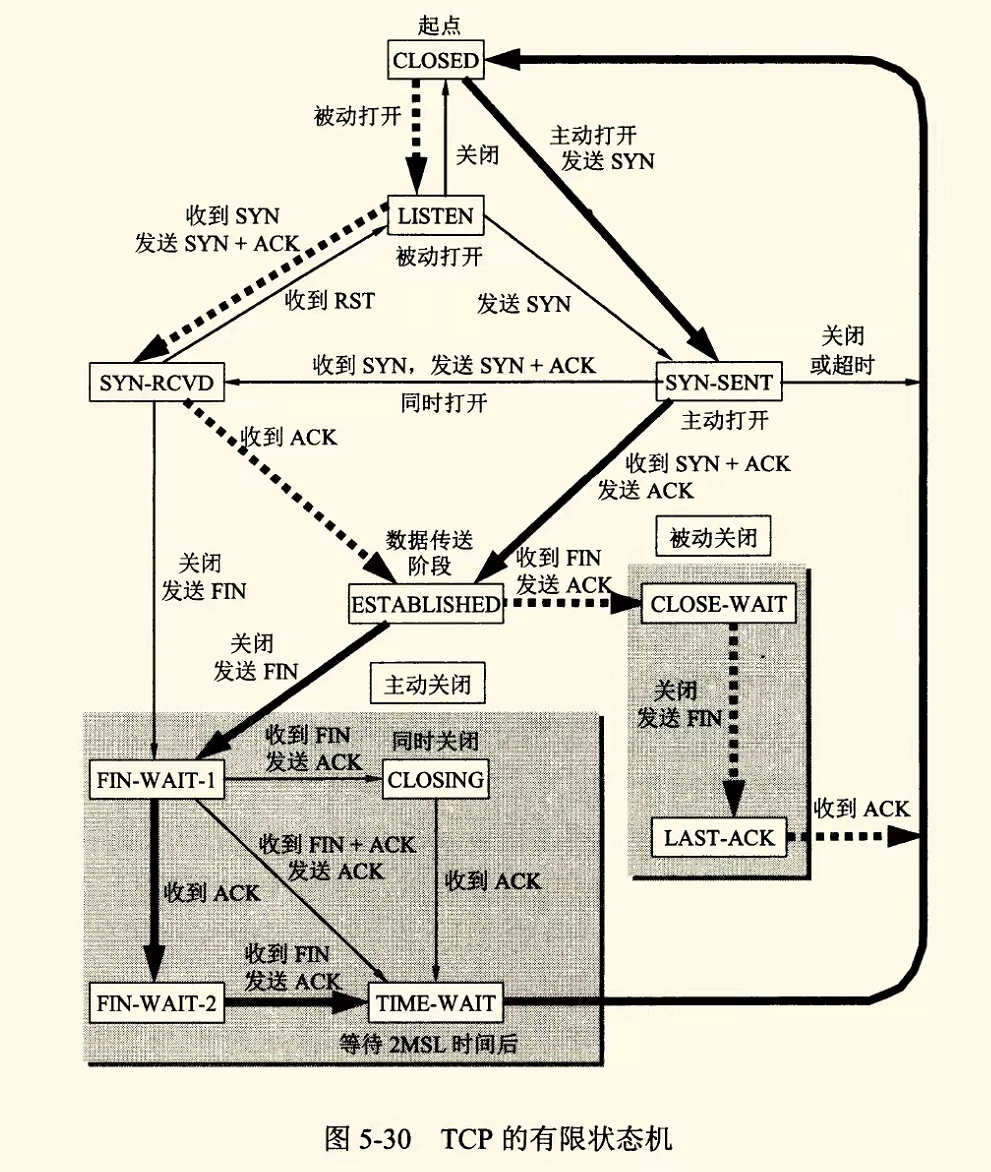 起点
CLOSED
被动打开
关闭
主动打开
发送 SYN
收到 SYN
发送 SYN + ACK
LISTEN
被动打开
收到 RST
发送 SYN
关闭
或超时
SYN-RCVD
收到 SYN，发送 SYN + ACK
同时打开
SYN-SENT
主动打开
收到 ACK
收到 SYN + ACK
发送 ACK
数据传送
阶段
被动关闭
收到 FIN
发送 ACK
关闭
发送 FIN
ESTABLISHED
CLOSE-WAIT
关闭
发送 FIN
主动关闭
关闭
发送 FIN
收到 FIN
发送 ACK
同时关闭
FIN-WAIT-1
CLOSING
收到 ACK
LAST-ACK
收到 FIN + ACK
发送 ACK
收到 ACK
收到 ACK
收到 FIN
发送 ACK
FIN-WAIT-2
TIME-WAIT
等待 2MSL 时间后
图 5-30 TCP 的有限状态机